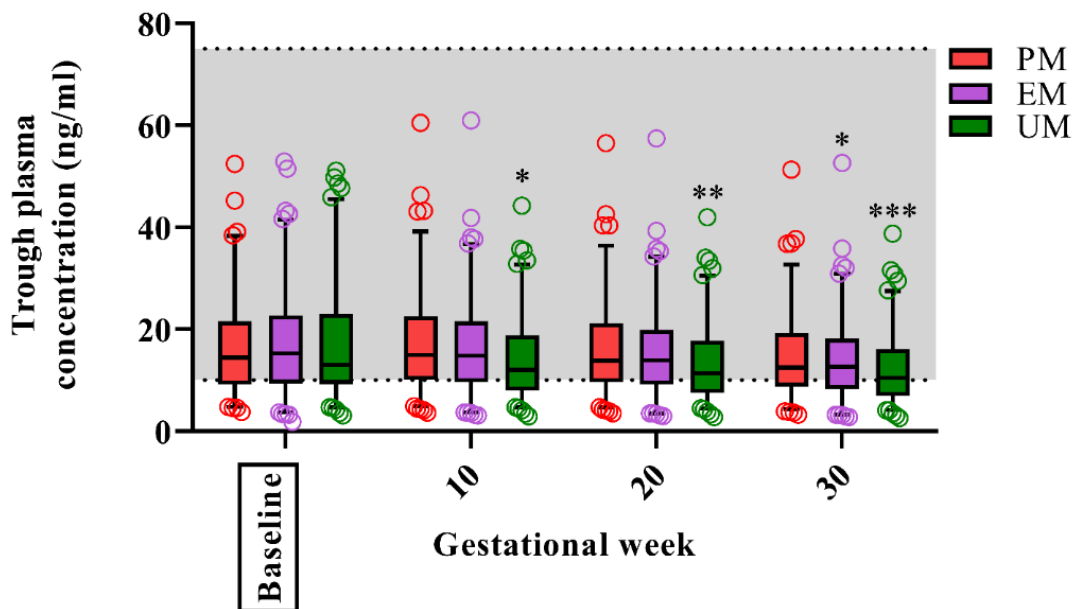 Trough plasma
concentration (ng/ml)
80
60
40
20
0
*
**
*
***
PM
EM
UM
Baseline
10
20
30
Gestational week